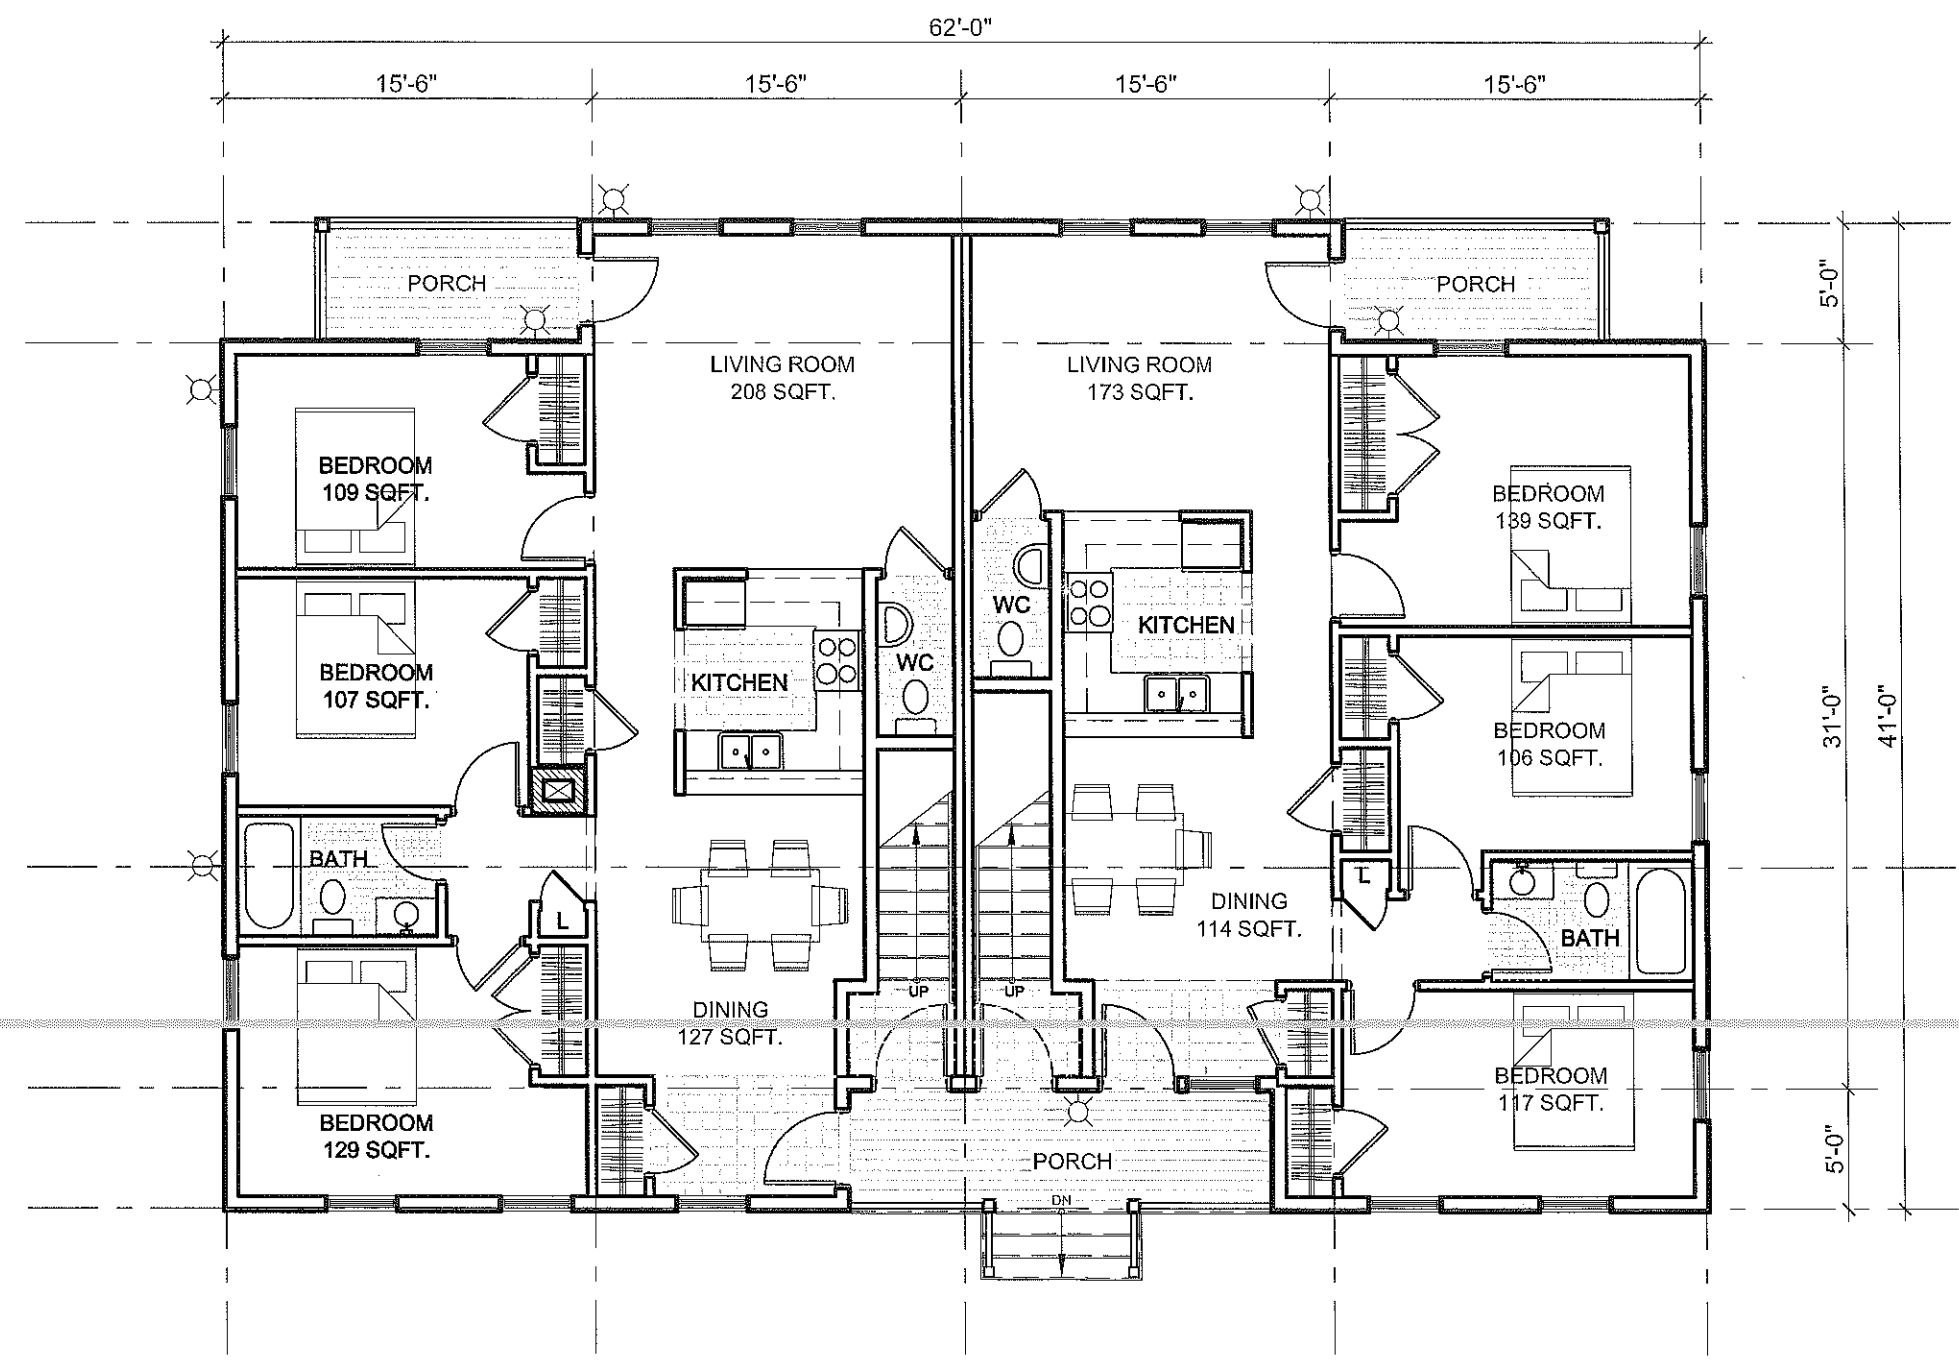 62'-0"
15'-6"
15'-6"
15'-6"
15'-6"
PORCH
PORCH
5'-0"
LIVING ROOM
208 SQFT.
LIVING ROOM
173 SQFT.
BEDROOM
109 SQFT.
BEDROOM
139 SQFT.
WC
KITCHEN
WC
KITCHEN
BEDROOM
107 SQFT.
BEDROOM
106 SQFT.
31'-0"
41'-0"
BATH
L
L
DINING
114 SQFT.
BATH
UP
UP
DINING
127 SQFT.
BEDROOM
117 SQFT.
BEDROOM
129 SQFT.
PORCH
5'-0"
DN